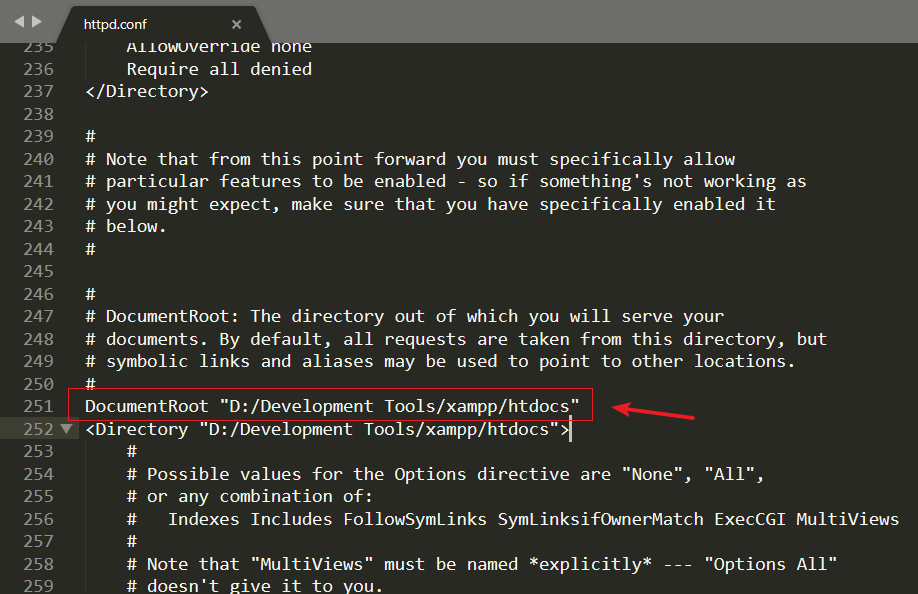 httpd.conf ×
235 AllowOverride none
236 Require all denied
237 </Directory>
238
239 #
240 # Note that from this point forward you must specifically allow
241 # particular features to be enabled - so if something's not working as
242 # you might expect, make sure that you have specifically enabled it
243 # below.
244 #
245
246 #
247 # DocumentRoot: The directory out of which you will serve your
248 # documents. By default, all requests are taken from this directory, but
249 # symbolic links and aliases may be used to point to other locations.
250 #
251 DocumentRoot "D:/Development Tools/xampp/htdocs"
252 <Directory "D:/Development Tools/xampp/htdocs">
253 #
254 # Possible values for the Options directive are "None", "All",
255 # or any combination of:
256 #   Indexes Includes FollowSymLinks SymLinksifOwnerMatch ExecCGI MultiViews
257 #
258 # Note that "MultiViews" must be named *explicitly* --- "Options All"
259 # doesn't give it to you.